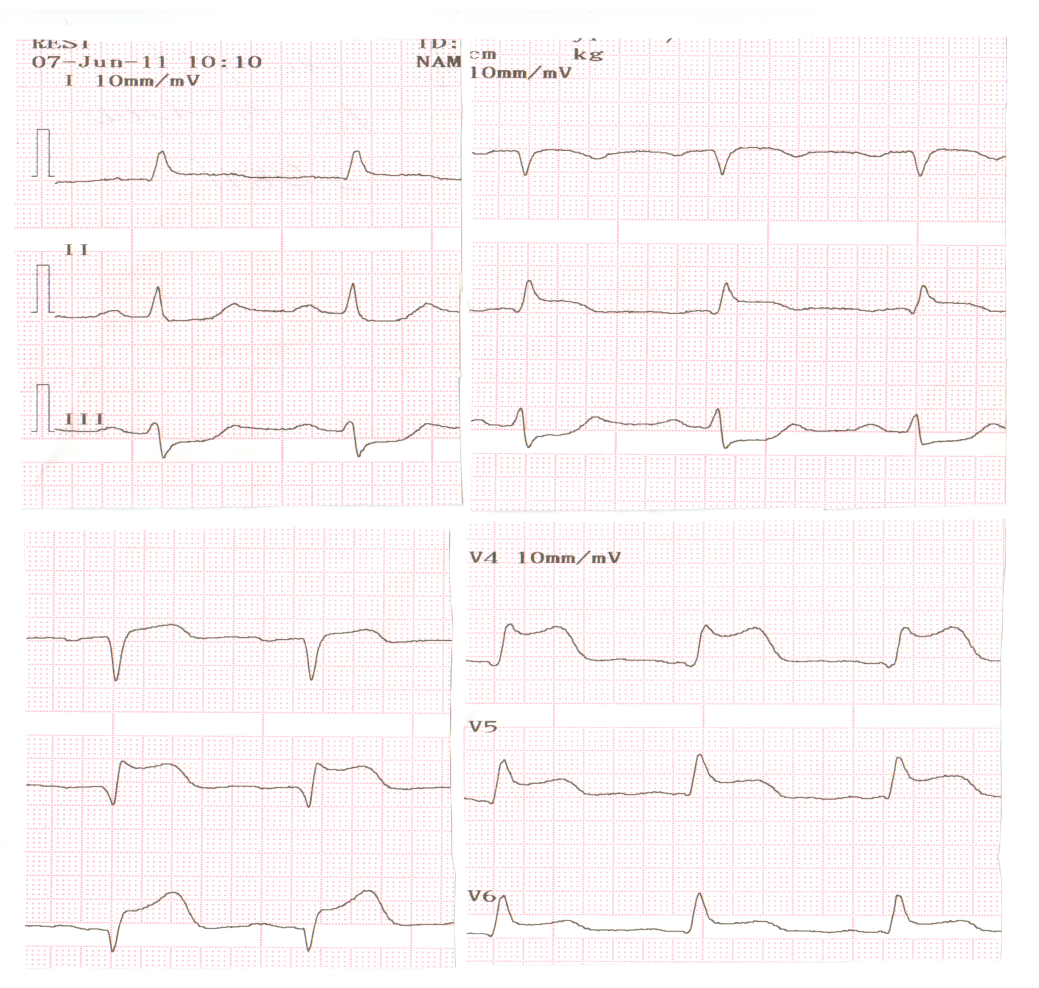 REST
ID:
07-Jun-11 10:10
NAM
I 10mm/mV
cm kg
10mm/mV
II
III
V4 10mm/mV
V5
V6